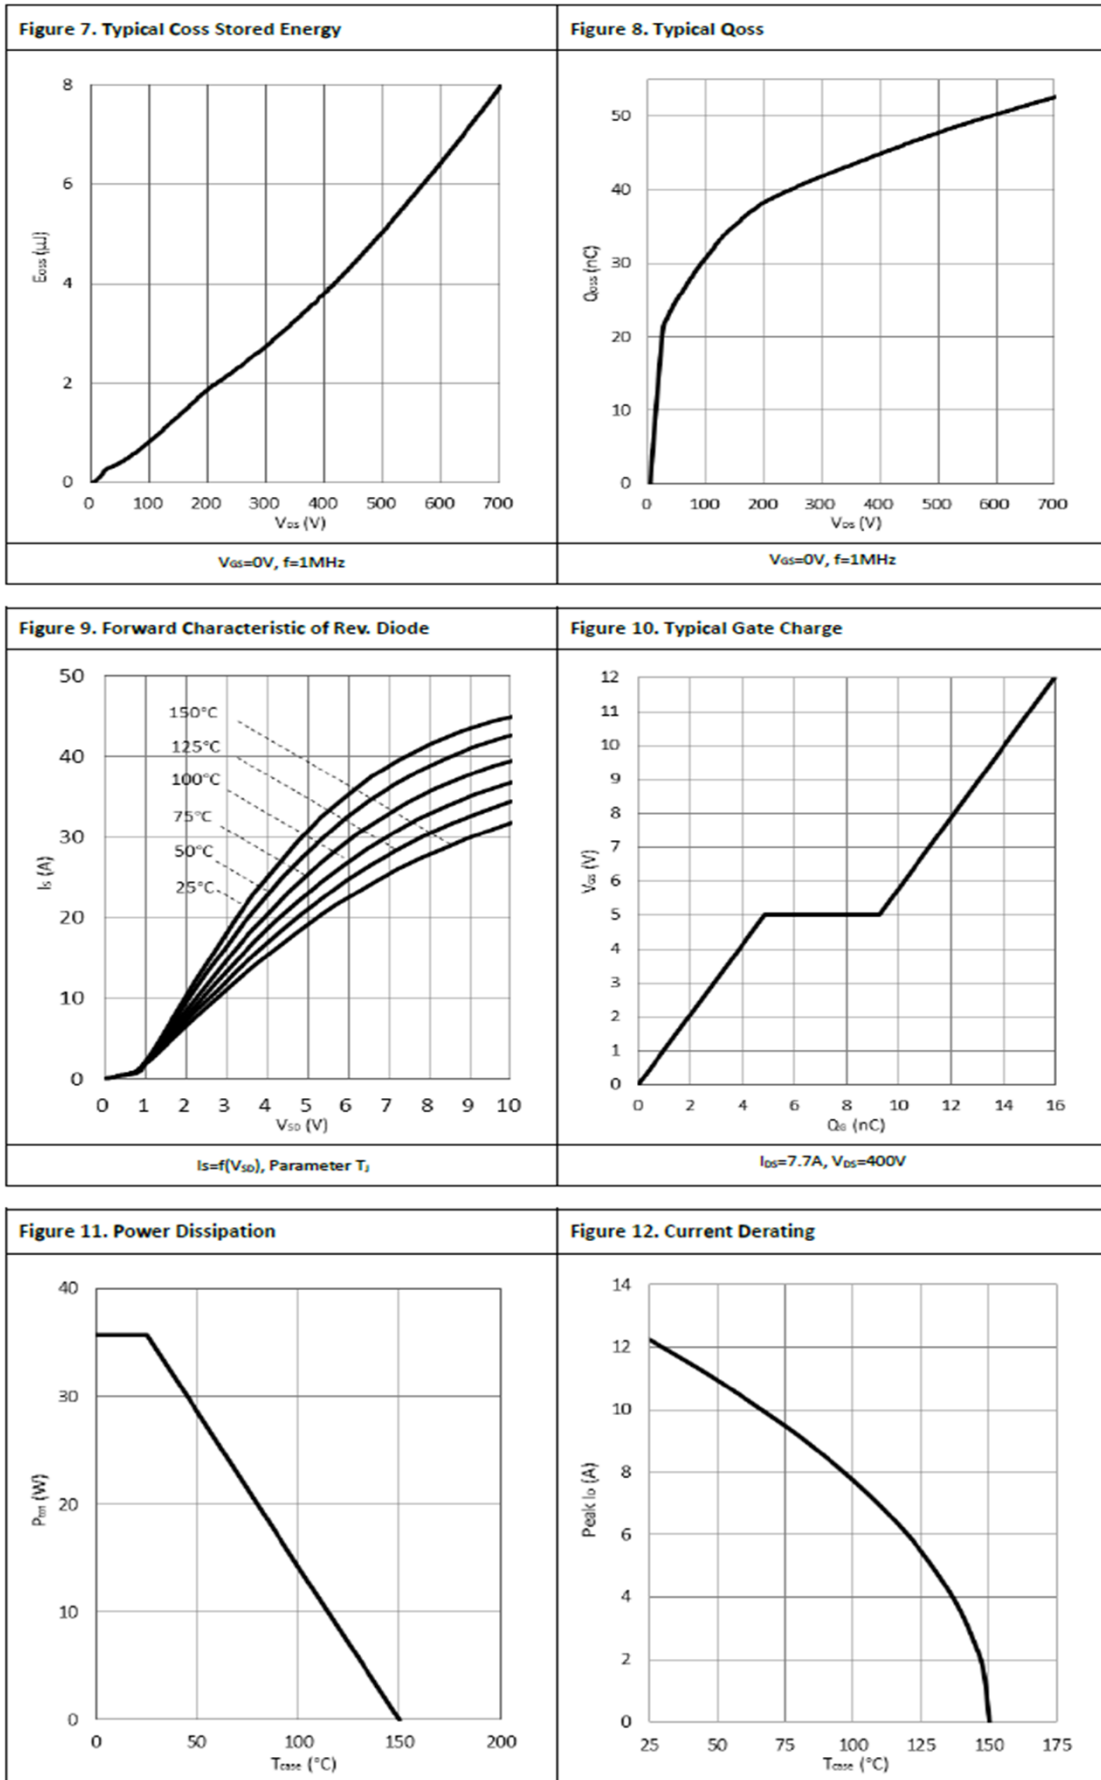 Figure 7. Typical Coss Stored Energy
8
6
4
2
0
Eoss (µJ)
0 100 200 300 400 500 600 700
VDS (V)
VGS=0V, f=1MHz
Figure 8. Typical Qoss
50
40
30
20
10
0
Qoss (nC)
0 100 200 300 400 500 600 700
VDS (V)
VGS=0V, f=1MHz
Figure 9. Forward Characteristic of Rev. Diode
50
40
30
20
10
0
IS (A)
150°C
125°C
100°C
75°C
50°C
25°C
0 1 2 3 4 5 6 7 8 9 10
VSD (V)
IS=f(VSD), Parameter TJ
Figure 10. Typical Gate Charge
12
11
10
9
8
7
6
5
4
3
2
1
0
VGS (V)
0 2 4 6 8 10 12 14 16
QG (nC)
IDS=7.7A, VDS=400V
Figure 11. Power Dissipation
40
30
20
10
0
Ptot (W)
0 50 100 150 200
Tcase (°C)
Figure 12. Current Derating
14
12
10
8
6
4
2
0
Peak ID (A)
25 50 75 100 125 150 175
Tcase (°C)